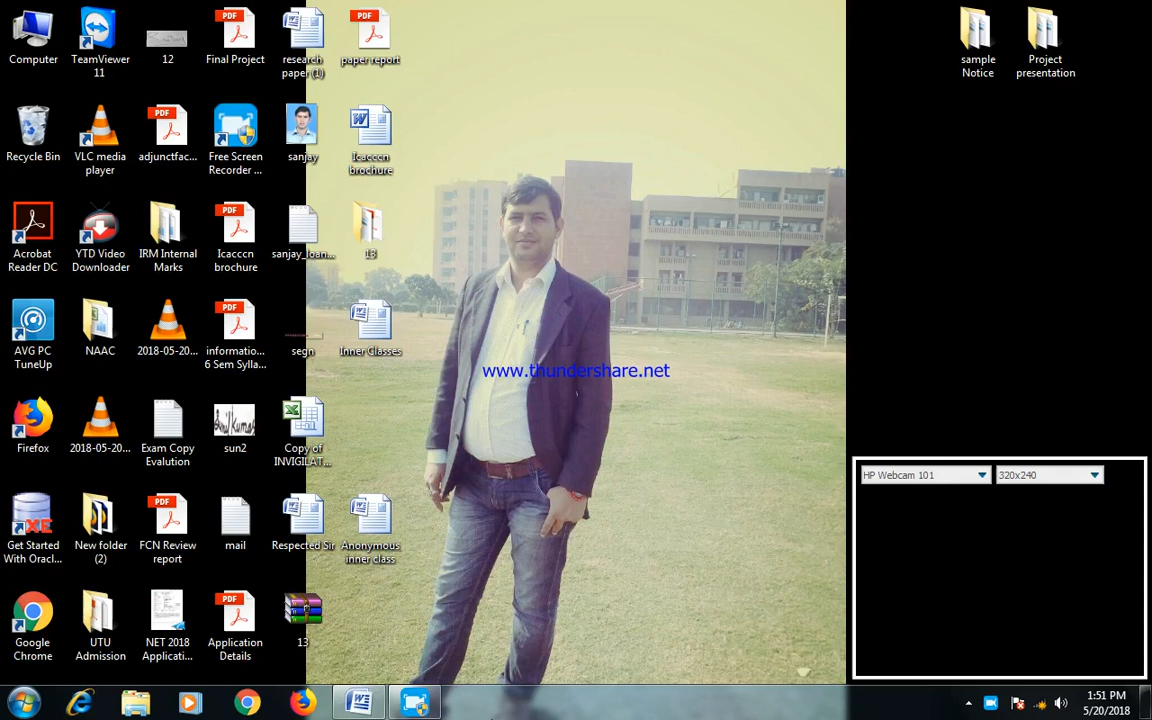 Computer
TeamViewer
11
12
Final Project
research
paper (1)
paper report
sample
Notice
Project
presentation
Recycle Bin
VLC media
player
adjunctfac...
Free Screen
Recorder ...
sanjay
Icacccn
brochure
Acrobat
Reader DC
YTD Video
Downloader
IRM Internal
Marks
Icacccn
brochure
sanjay_loan...
13
AVG PC
TuneUp
NAAC
2018-05-20...
informatio...
6 Sem Sylla...
segn
Inner Classes
www.thundershare.net
Firefox
2018-05-20...
Exam Copy
Evalution
sun2
Copy of
INVIGILAT...
HP Webcam 101
320x240
Get Started
With Oracl...
New folder
(2)
FCN Review
report
mail
Respected Sir
Anonymous
inner class
Google
Chrome
UTU
Admission
NET 2018
Applicati...
Application
Details
13
1:51 PM
5/20/2018